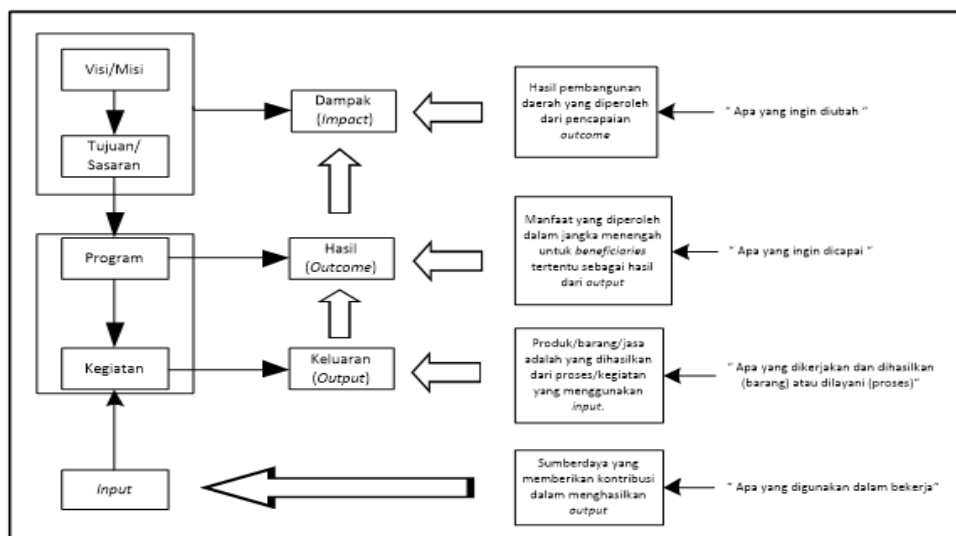 Visi/Misi
Tujuan/
Sasaran
Dampak
(Impact)
Hasil pembangunan
daerah yang diperoleh
dari pencapaian
outcome
" Apa yang ingin diubah "
Program
Hasil
(Outcome)
Manfaat yang diperoleh
dalam jangka menengah
untuk beneficiaries
tertentu sebagai hasil
dari output
" Apa yang ingin dicapai "
Kegiatan
Keluaran
(Output)
Produk/barang/jasa
adalah yang dihasilkan
dari proses/kegiatan
yang menggunakan
input.
" Apa yang dikerjakan dan dihasilkan
(barang) atau dilayani (proses)"
Input
Sumberdaya yang
memberikan kontribusi
dalam menghasilkan
output
" Apa yang digunakan dalam bekerja"